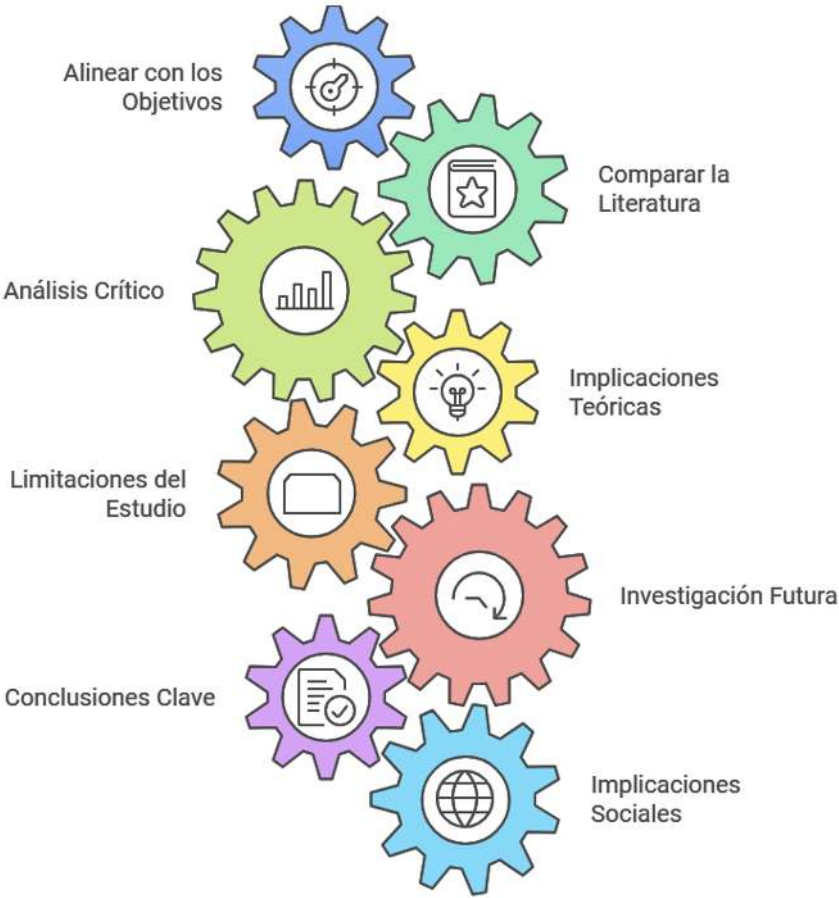 Alinear con los
Objetivos
Comparar la
Literatura
Análisis Crítico
Implicaciones
Teóricas
Limitaciones del
Estudio
Investigación Futura
Conclusiones Clave
Implicaciones
Sociales